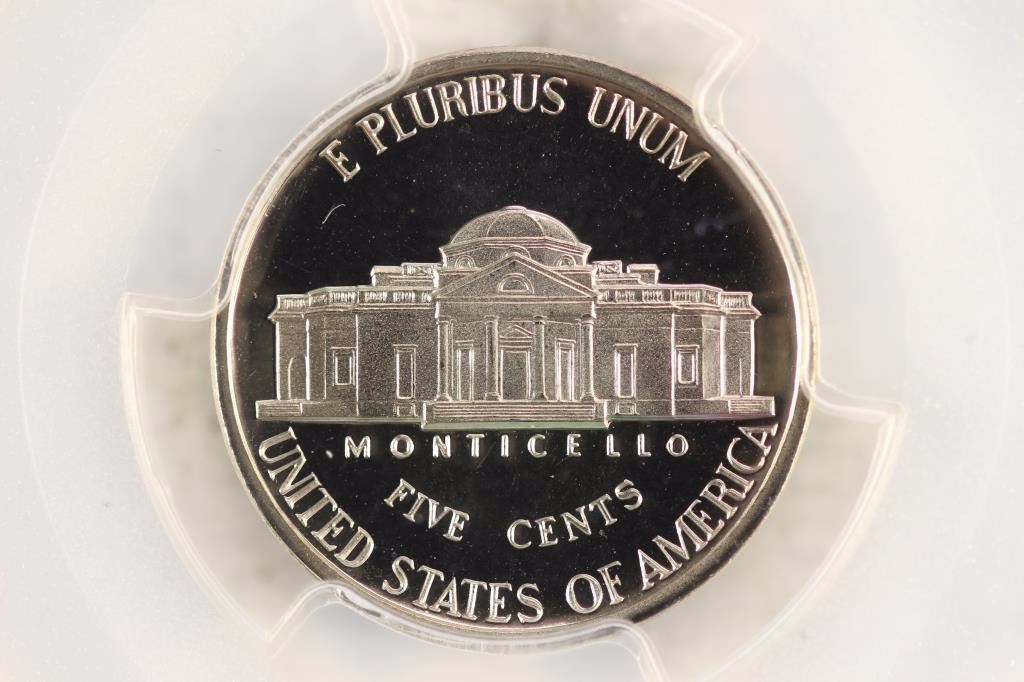 E PLURIBUS UNUM
MONTICELLO
FIVE CENTS
UNITED STATES OF AMERICA